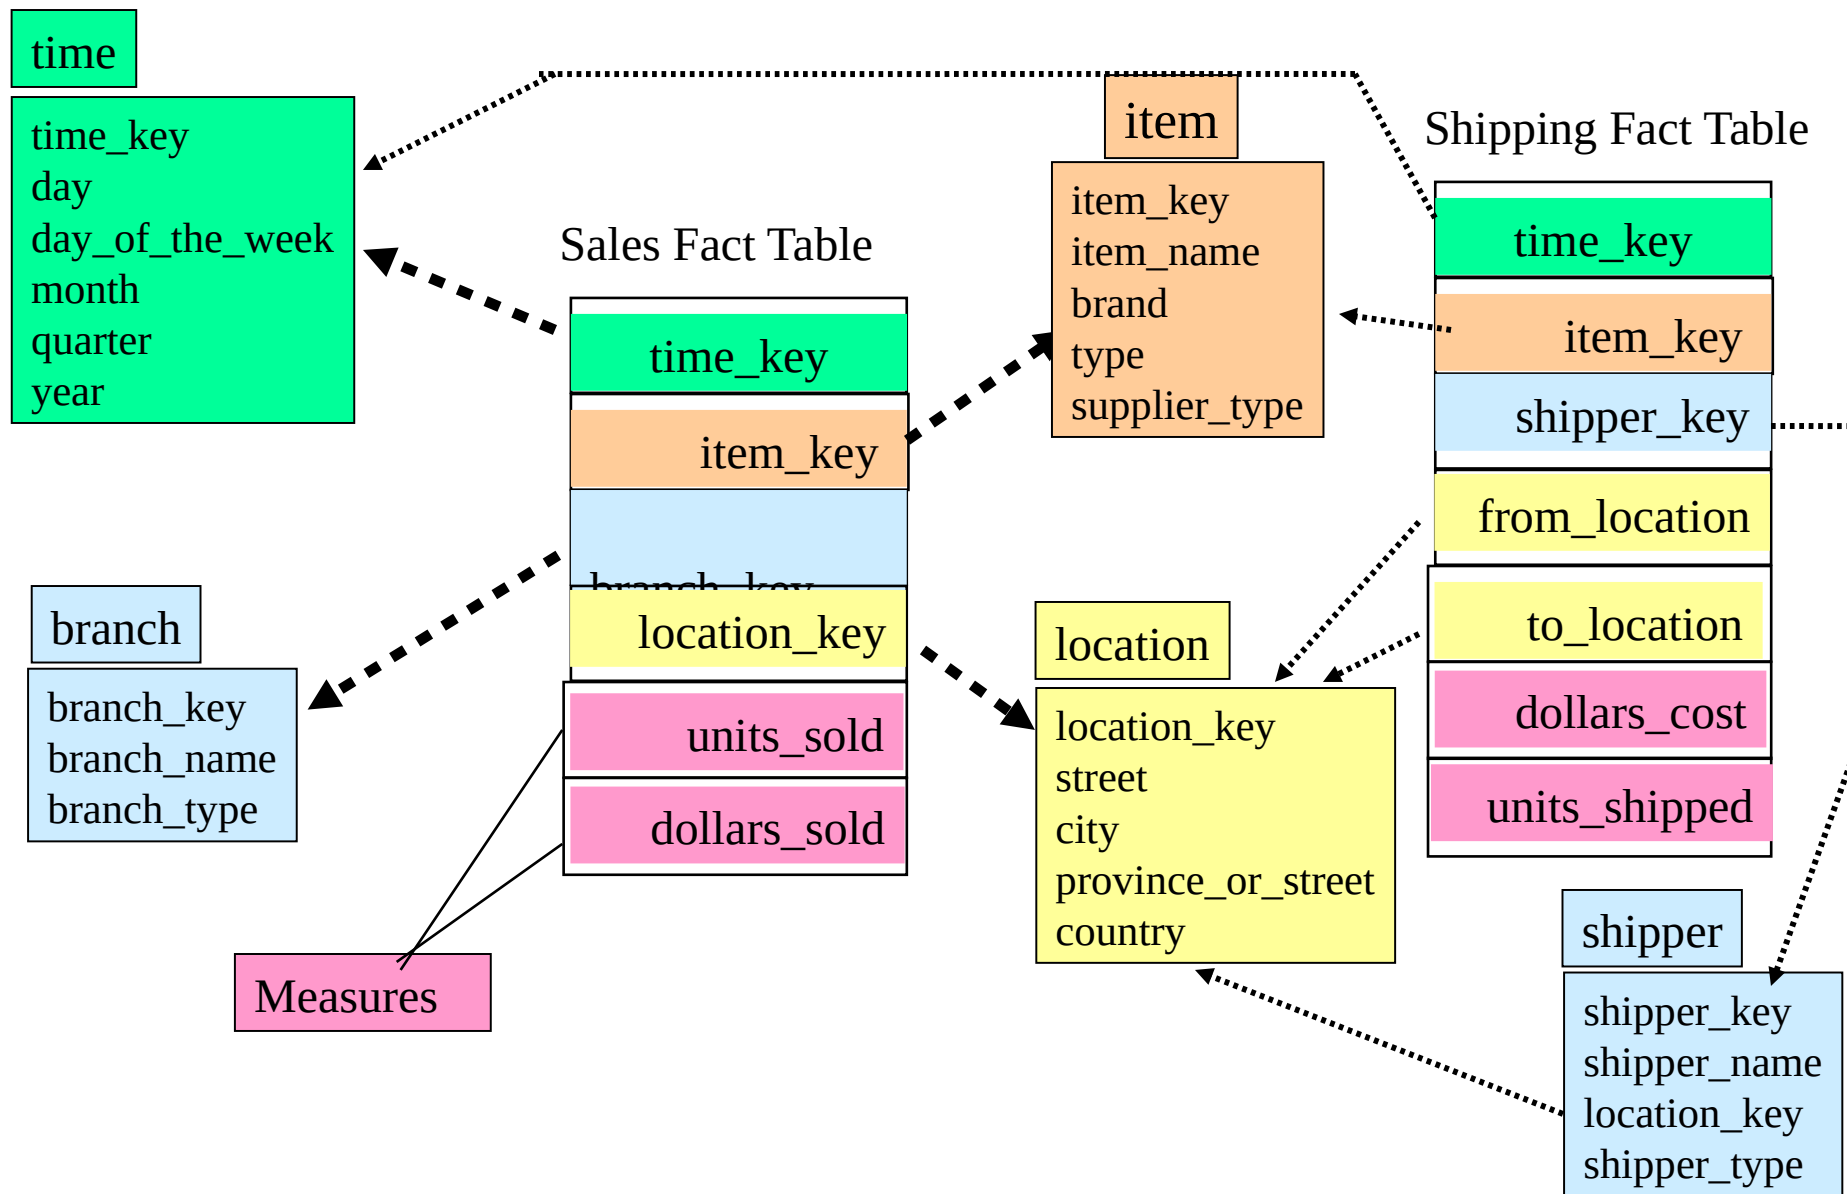 time
time_key
day
day_of_the_week
month
quarter
year
Sales Fact Table
time_key
item_key
branch_key
location_key
units_sold
dollars_sold
branch
branch_key
branch_name
branch_type
Measures
item
item_key
item_name
brand
type
supplier_type
location
location_key
street
city
province_or_street
country
Shipping Fact Table
time_key
item_key
shipper_key
from_location
to_location
dollars_cost
units_shipped
shipper
shipper_key
shipper_name
location_key
shipper_type